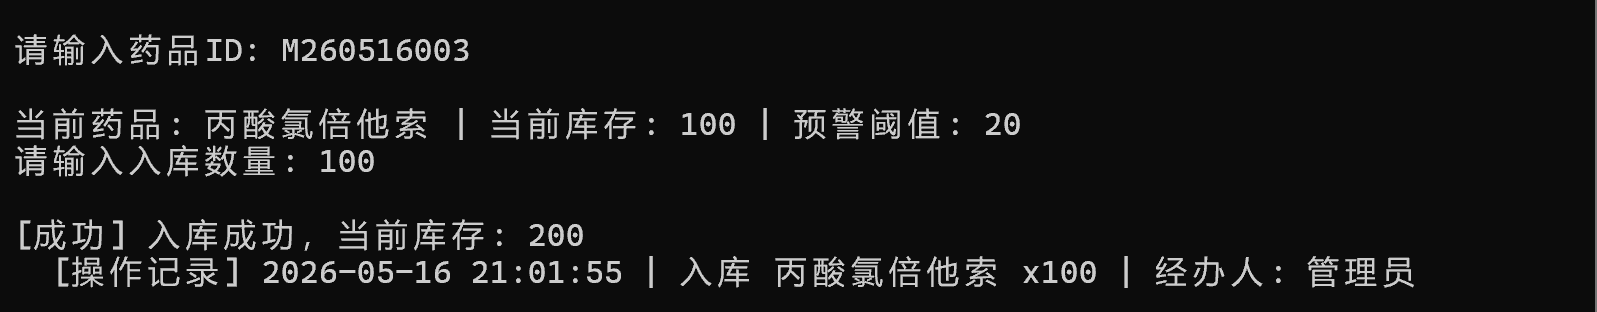 请输入药品ID: M260516003
当前药品: 丙酸氯倍他索 | 当前库存: 100 | 预警阈值: 20
请输入入库数量: 100
[成功] 入库成功, 当前库存: 200
[操作记录] 2026-05-16 21:01:55 | 入库 丙酸氯倍他索 x100 | 经办人: 管理员